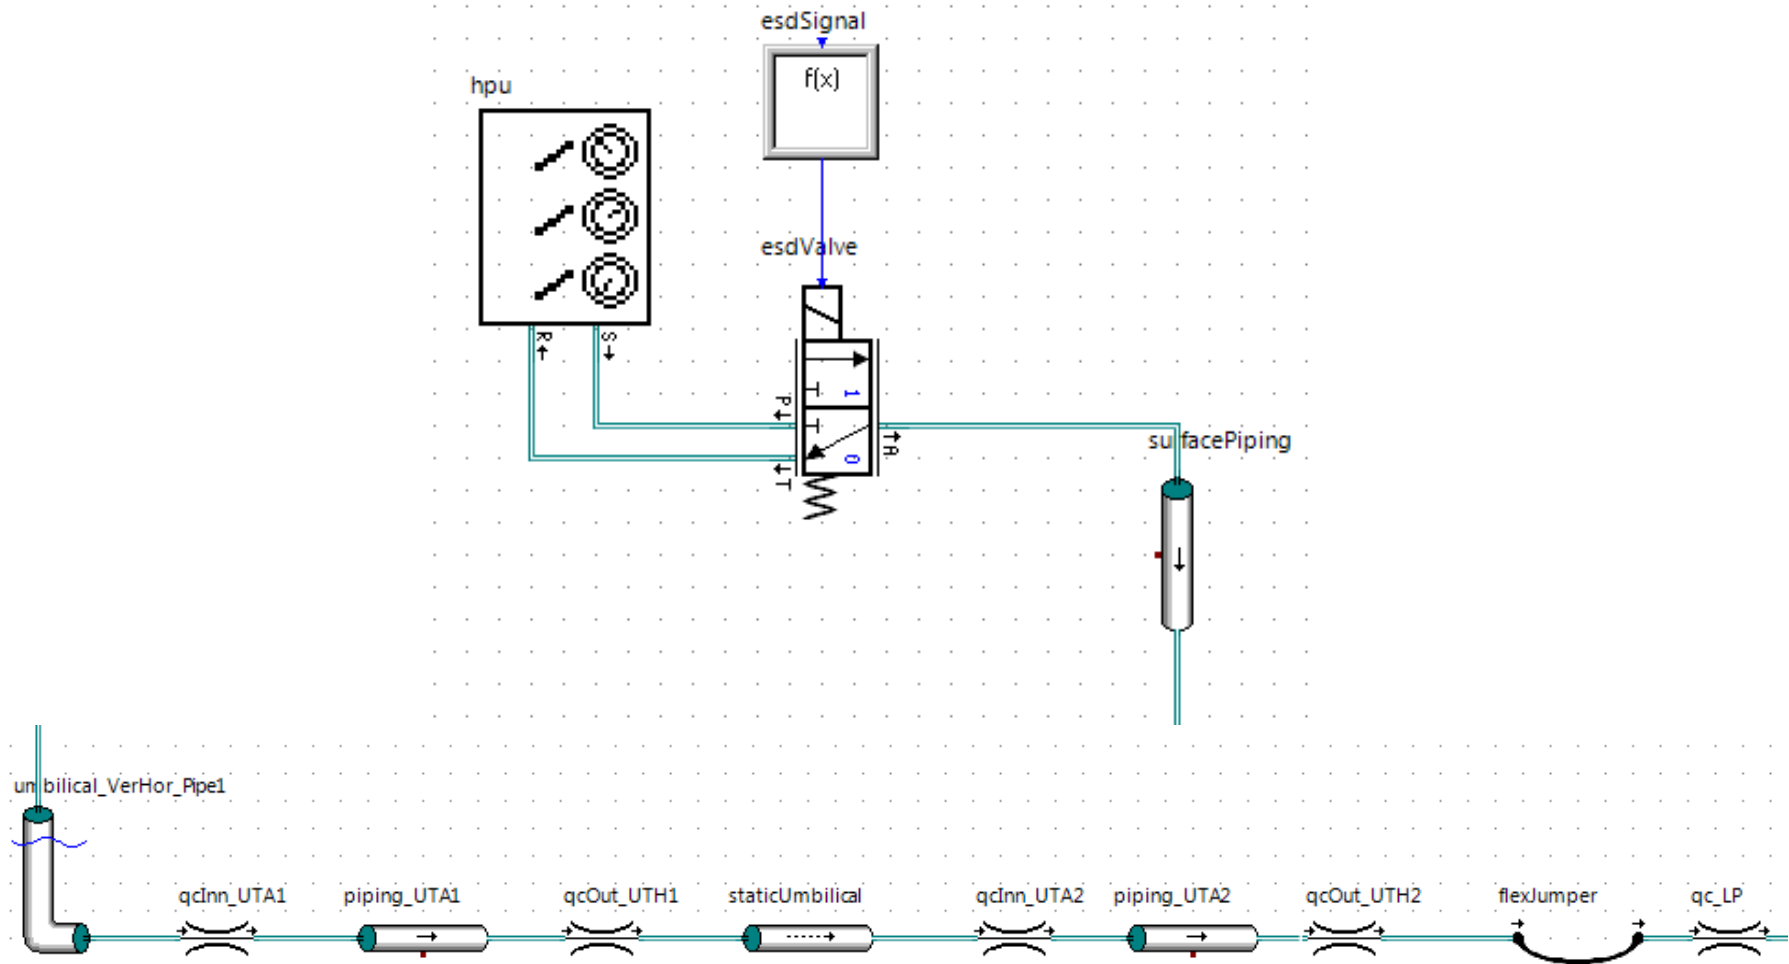 esdSignal
f(x)
hpu
esdValve
R
S
P
1
A
0
T
surfacePiping
umbilical_VerHor_Pipe1
qcInn_UTA1
piping_UTA1
qcOut_UTH1
staticUmbilical
qcInn_UTA2
piping_UTA2
qcOut_UTH2
flexJumper
qc_LP